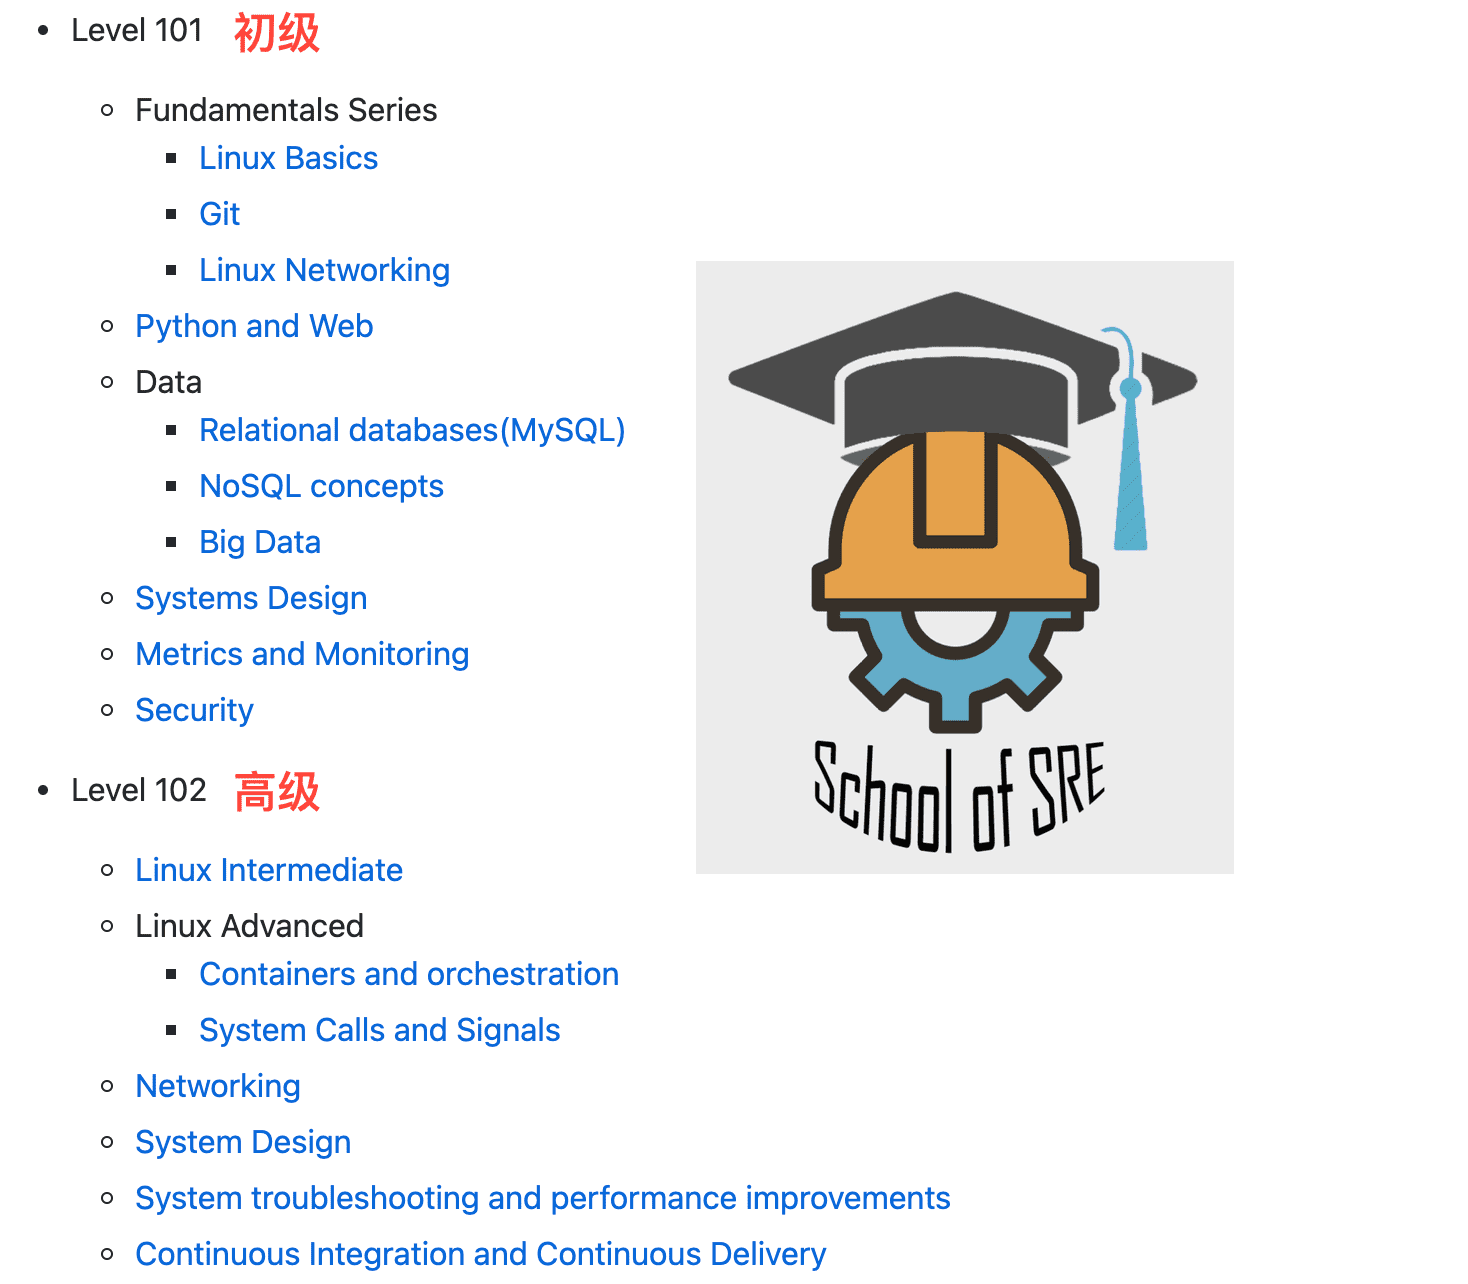 Level 101 初级
Fundamentals Series
Linux Basics
Git
Linux Networking
Python and Web
Data
Relational databases(MySQL)
NoSQL concepts
Big Data
Systems Design
Metrics and Monitoring
Security
School of SRE
Level 102 高级
Linux Intermediate
Linux Advanced
Containers and orchestration
System Calls and Signals
Networking
System Design
System troubleshooting and performance improvements
Continuous Integration and Continuous Delivery